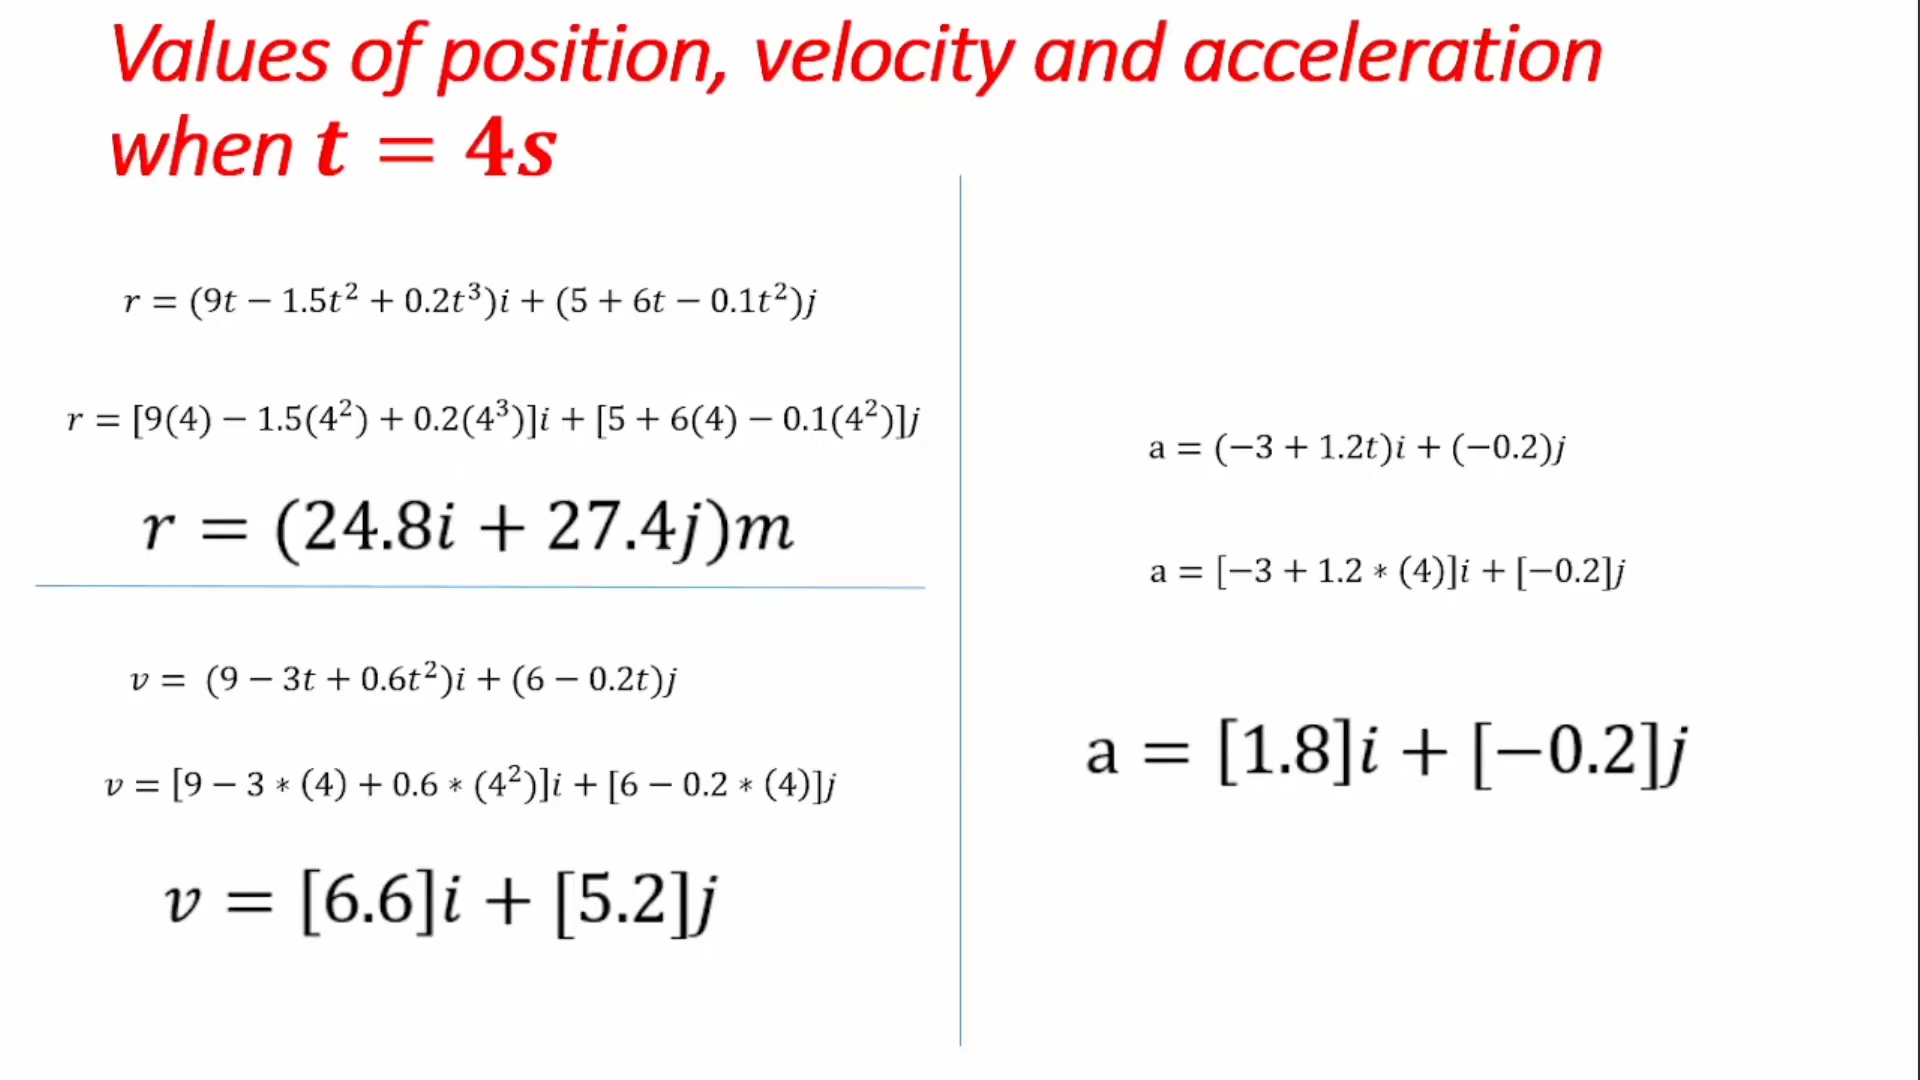 Values of position, velocity and acceleration
when t = 4s
r = (9t − 1.5t² + 0.2t³)i + (5 + 6t − 0.1t²)j
r = [9(4) − 1.5(4²) + 0.2(4³)]i + [5 + 6(4) − 0.1(4²)]j
r = (24.8i + 27.4j)m
v = (9 − 3t + 0.6t²)i + (6 − 0.2t)j
v = [9 − 3 ∗ (4) + 0.6 ∗ (4²)]i + [6 − 0.2 ∗ (4)]j
v = [6.6]i + [5.2]j
a = (−3 + 1.2t)i + (−0.2)j
a = [−3 + 1.2 ∗ (4)]i + [−0.2]j
a = [1.8]i + [−0.2]j